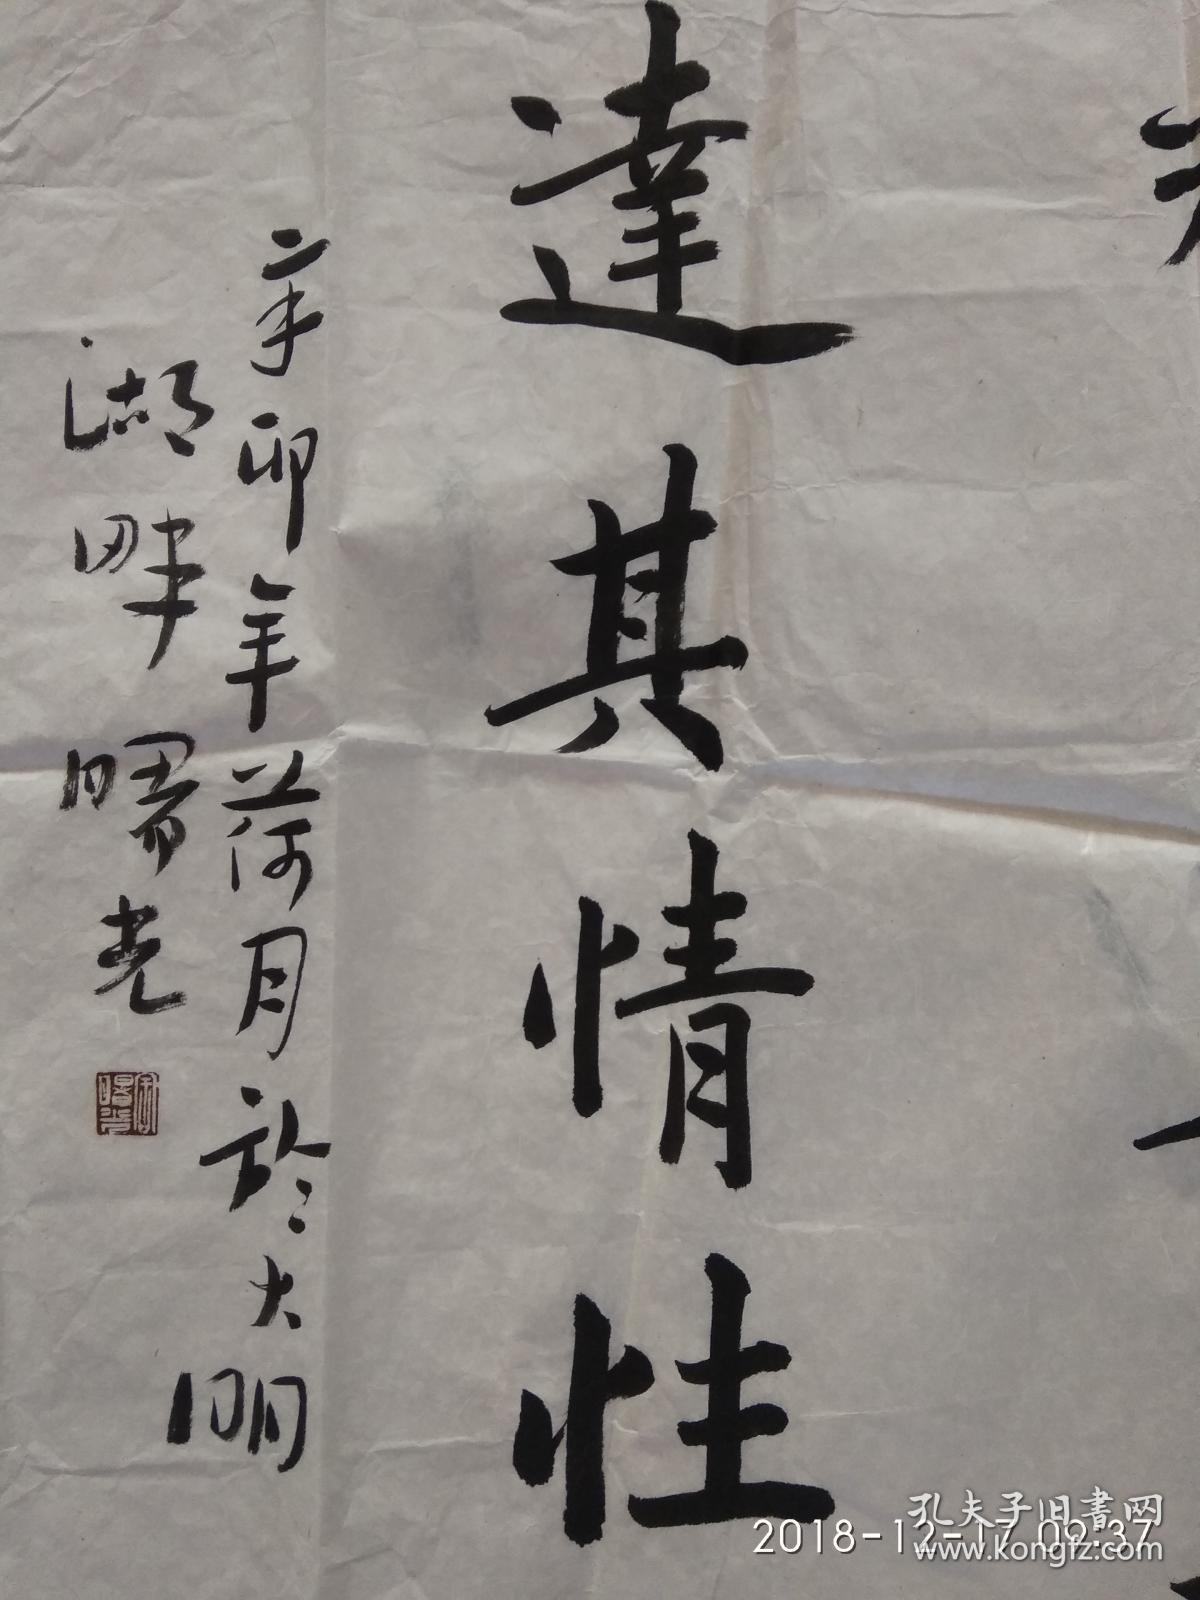 達其情性
辛卯年荷月於大明
湖畔曙光
孔夫子旧書网
2018-12-17 09:37
www.kongfz.com